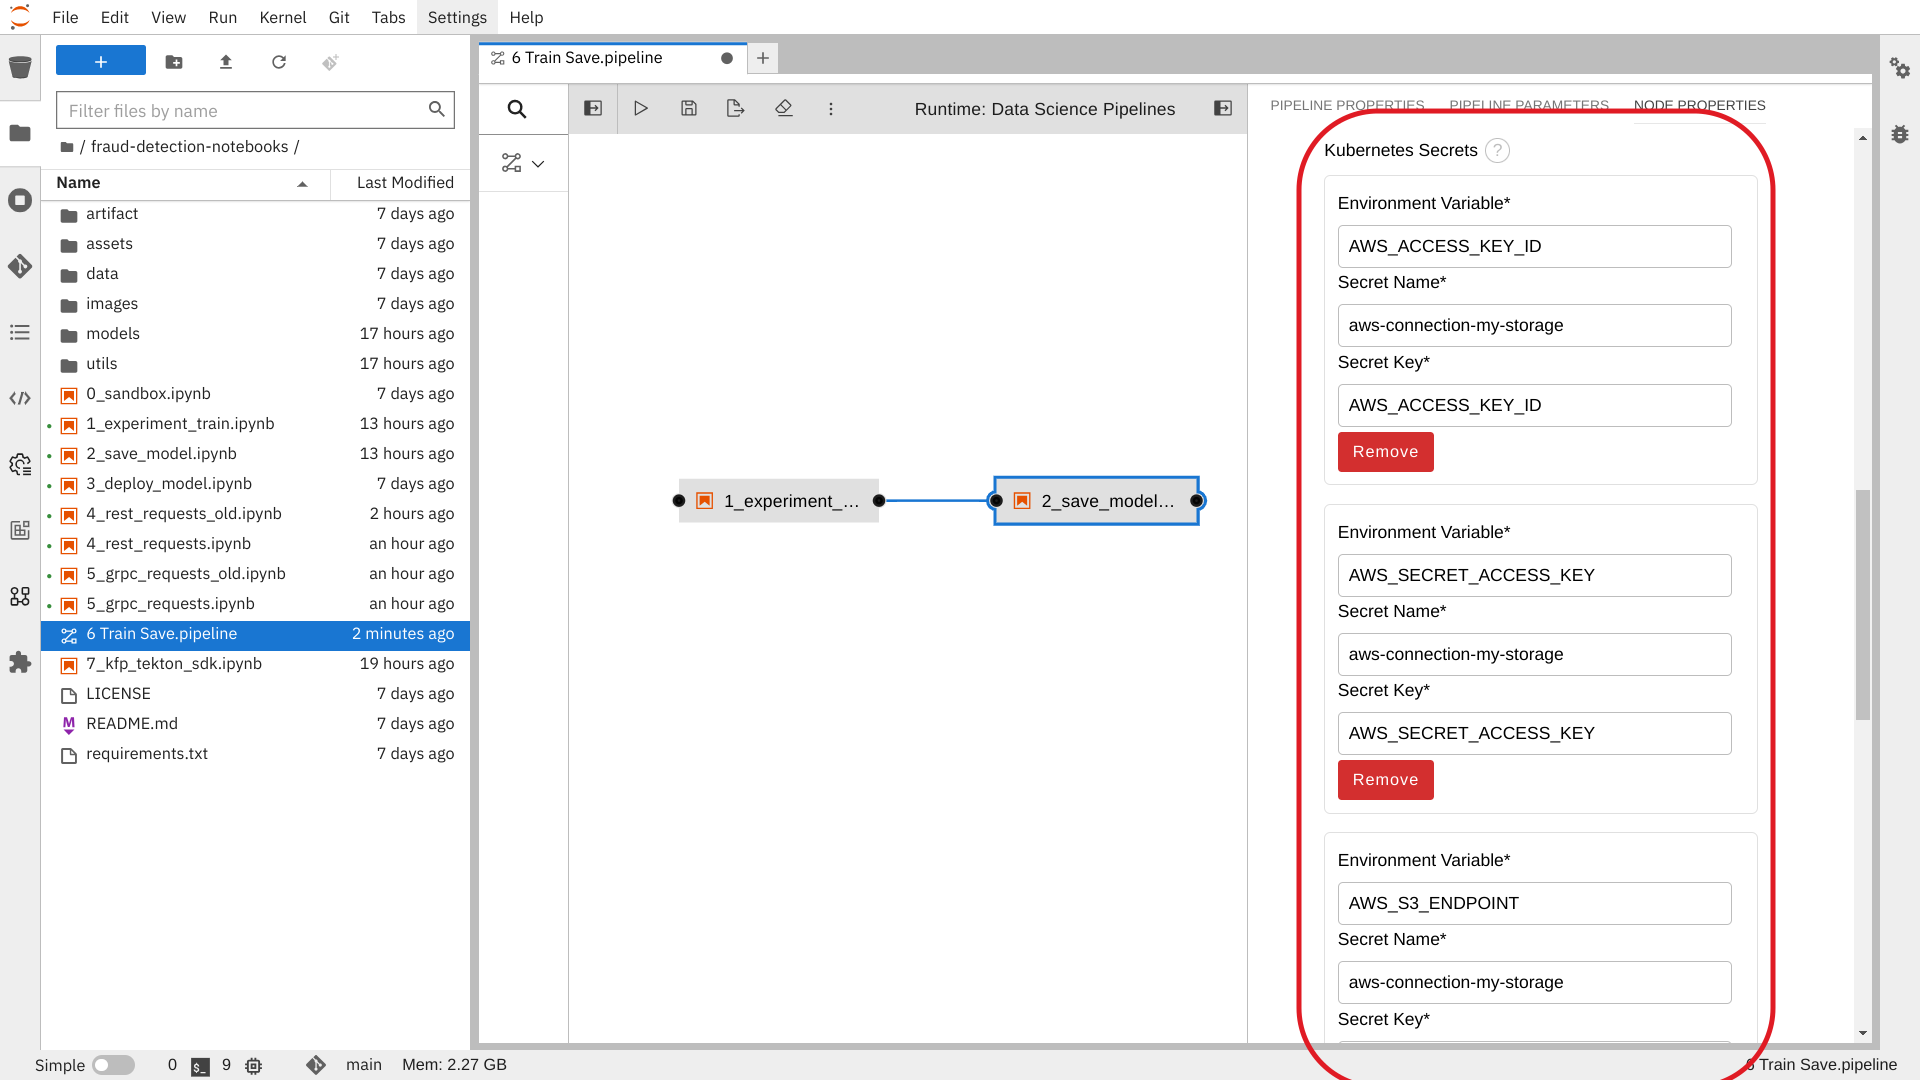 File Edit View Run Kernel Git Tabs Settings Help
+
6 Train Save.pipeline
+
Filter files by name
Runtime: Data Science Pipelines
PIPELINE PROPERTIES PIPELINE PARAMETERS NODE PROPERTIES
/ fraud-detection-notebooks /
Name Last Modified
artifact 7 days ago
assets 7 days ago
data 7 days ago
images 7 days ago
models 17 hours ago
utils 17 hours ago
0_sandbox.ipynb 7 days ago
1_experiment_train.ipynb 13 hours ago
2_save_model.ipynb 13 hours ago
3_deploy_model.ipynb 7 days ago
4_rest_requests_old.ipynb 2 hours ago
4_rest_requests.ipynb an hour ago
5_grpc_requests_old.ipynb an hour ago
5_grpc_requests.ipynb an hour ago
6 Train Save.pipeline 2 minutes ago
7_kfp_tekton_sdk.ipynb 19 hours ago
LICENSE 7 days ago
M README.md 7 days ago
requirements.txt 7 days ago
1_experiment_...
2_save_model...
Kubernetes Secrets ?
Environment Variable*
AWS_ACCESS_KEY_ID
Secret Name*
aws-connection-my-storage
Secret Key*
AWS_ACCESS_KEY_ID
Remove
Environment Variable*
AWS_SECRET_ACCESS_KEY
Secret Name*
aws-connection-my-storage
Secret Key*
AWS_SECRET_ACCESS_KEY
Remove
Environment Variable*
AWS_S3_ENDPOINT
Secret Name*
aws-connection-my-storage
Secret Key*
Simple 0 $_ 9 main Mem: 2.27 GB 6 Train Save.pipeline